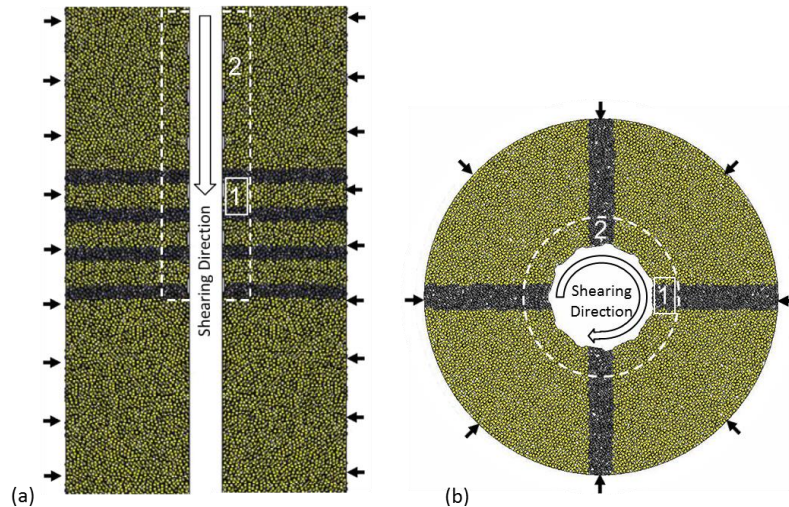 2
1
Shearing Direction
(a)
2
1
Shearing
Direction
(b)